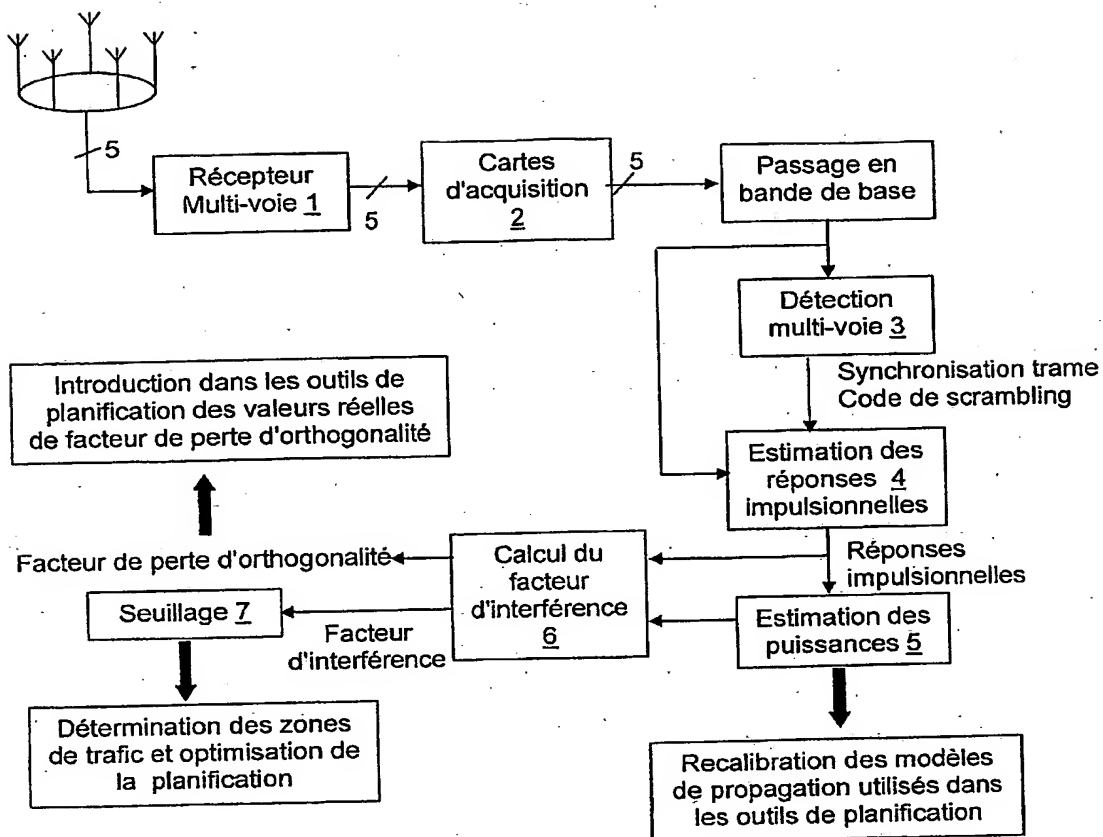 5
Récepteur
Multi-voie 1
5
Cartes
d'acquisition
2
5
Passage en
bande de base
Détection
multi-voie 3
Synchronisation trame
Code de scrambling
Introduction dans les outils de
planification des valeurs réelles
de facteur de perte d'orthogonalité
Estimation des
réponses 4
impulsionnelles
Facteur de perte d'orthogonalité
Calcul du
facteur
d'interférence
6
Réponses
impulsionnelles
Seuillage 7
Facteur
d'interférence
Estimation des
puissances 5
Détermination des zones
de trafic et optimisation de
la planification
Recalibration des modèles
de propagation utilisés dans
les outils de planification